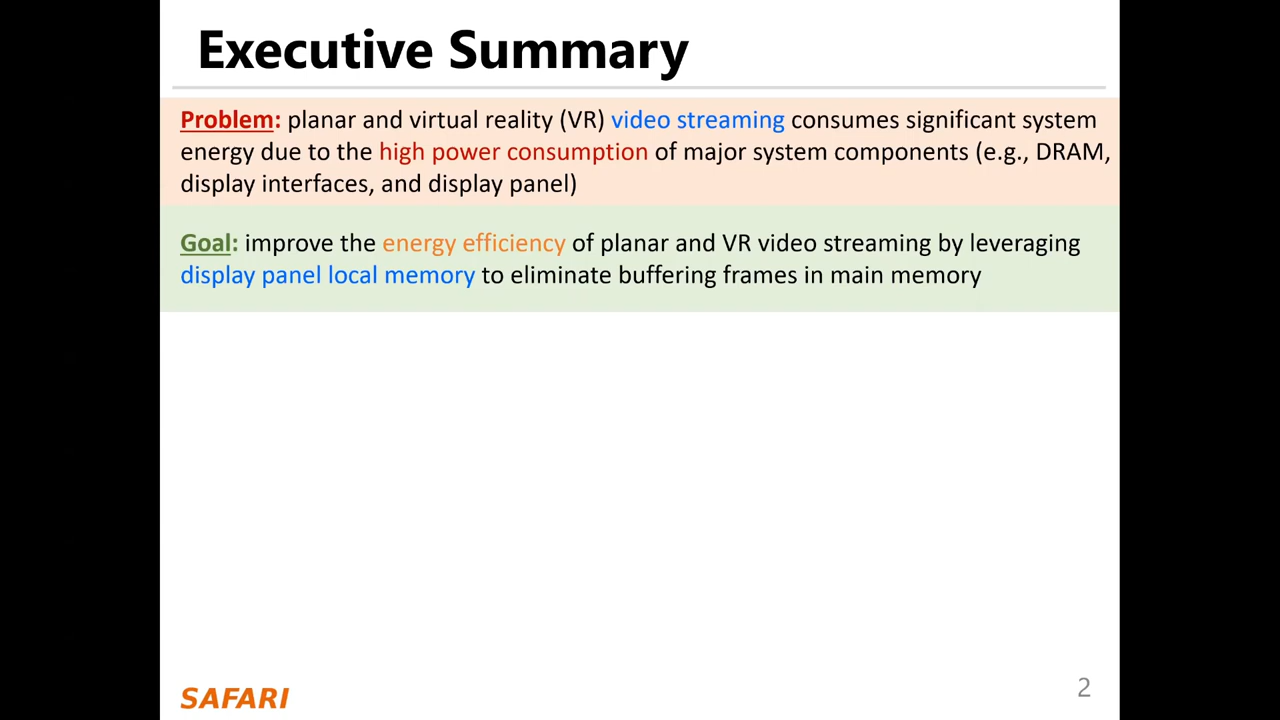 Executive Summary
Problem: planar and virtual reality (VR) video streaming consumes significant system
energy due to the high power consumption of major system components (e.g., DRAM,
display interfaces, and display panel)
Goal: improve the energy efficiency of planar and VR video streaming by leveraging
display panel local memory to eliminate buffering frames in main memory
SAFARI
2